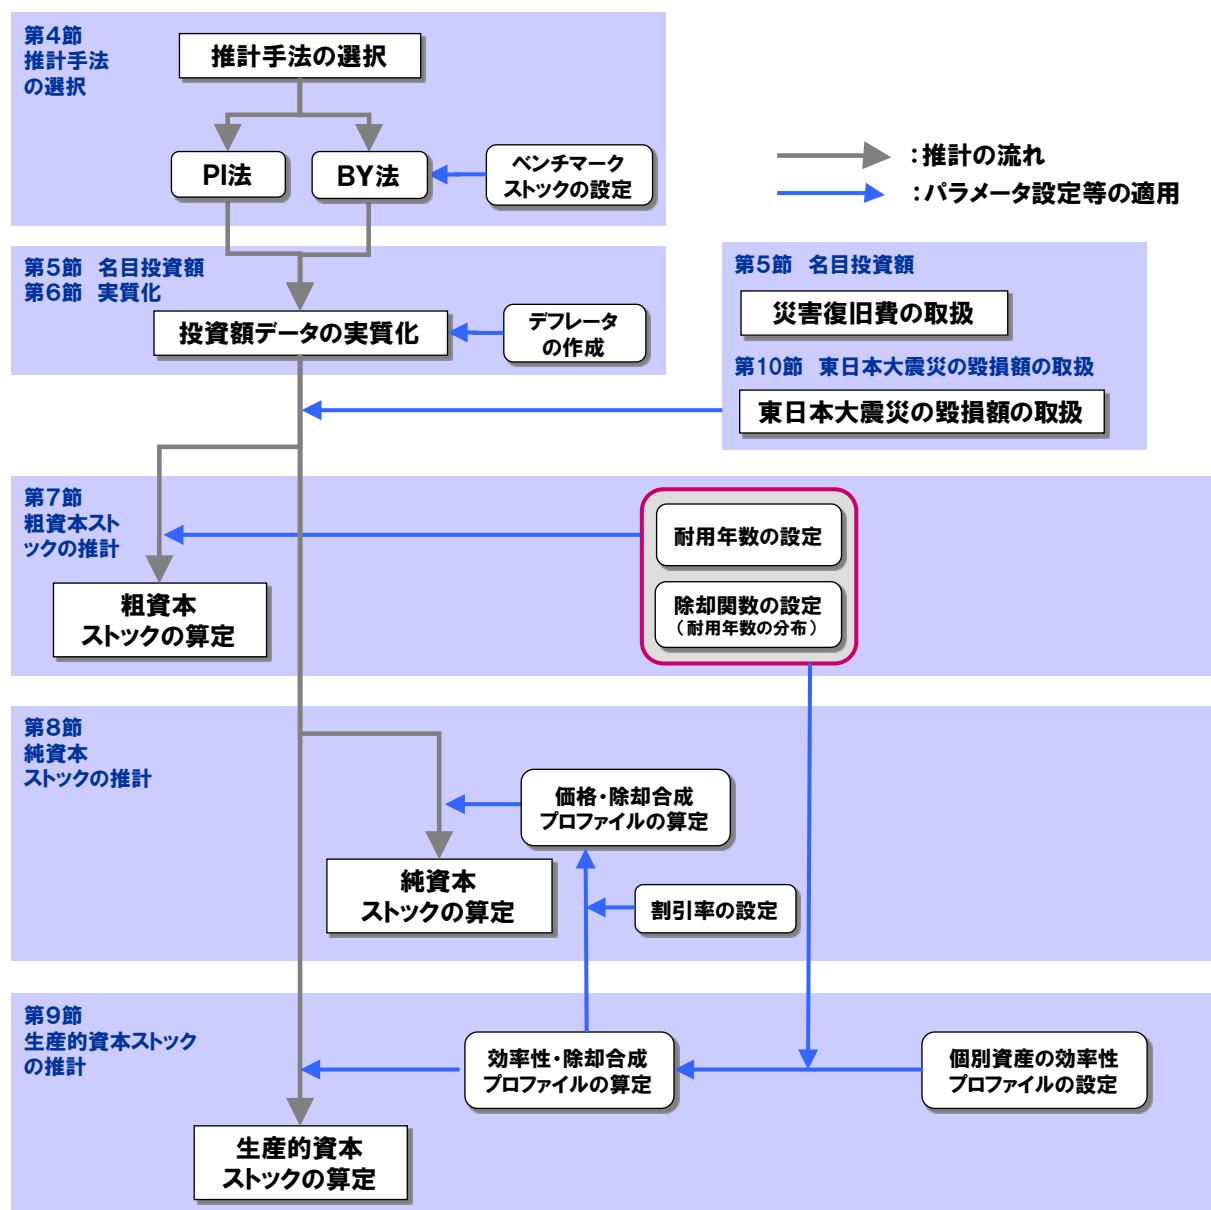 第4節
推計手法
の選択
推計手法の選択
PI法
BY法
ベンチマーク
ストックの設定
：推計の流れ
：パラメータ設定等の適用
第5節　名目投資額
第6節　実質化
投資額データの実質化
デフレータ
の作成
第5節　名目投資額
災害復旧費の取扱
第10節　東日本大震災の毀損額の取扱
東日本大震災の毀損額の取扱
第7節
粗資本スト
ックの推計
粗資本
ストックの算定
耐用年数の設定
除却関数の設定
（耐用年数の分布）
第8節
純資本
ストックの推計
価格・除却合成
プロファイルの算定
純資本
ストックの算定
割引率の設定
第9節
生産的資本ストック
の推計
効率性・除却合成
プロファイルの算定
個別資産の効率性
プロファイルの設定
生産的資本
ストックの算定